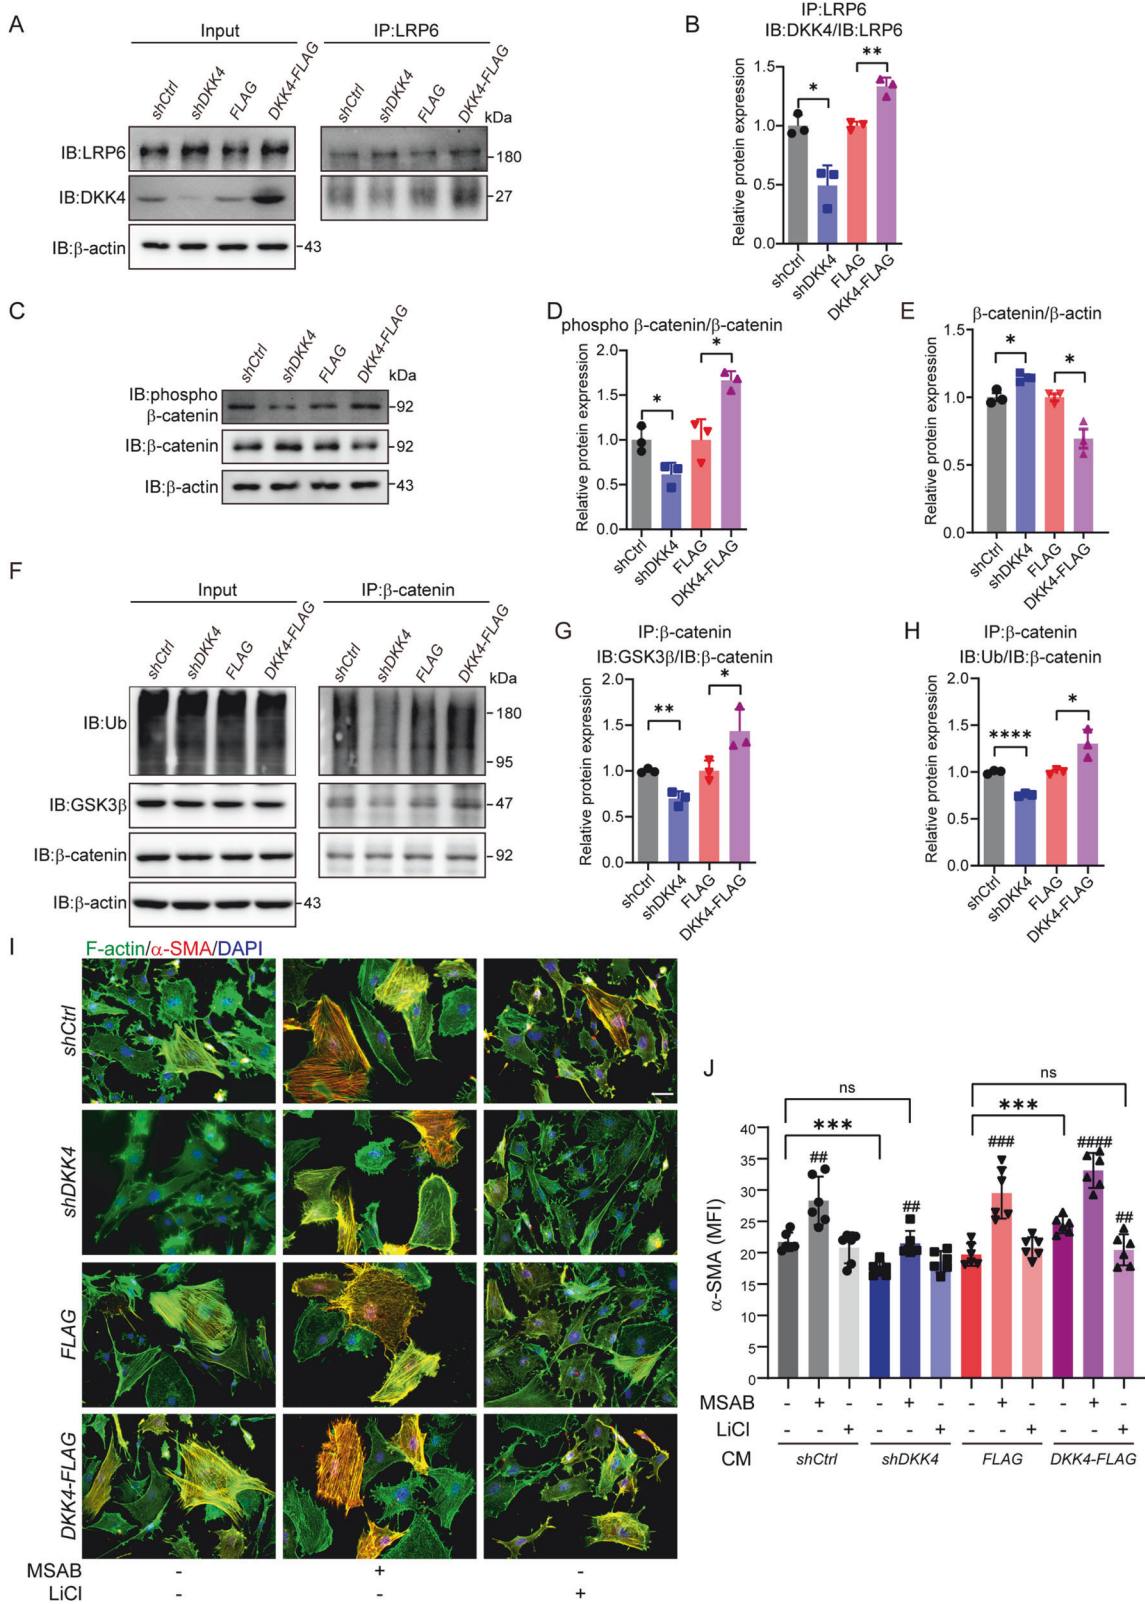 A
Input
IP:LRP6
shCtrl
shDKK4
FLAG
DKK4-FLAG
shCtrl
shDKK4
FLAG
DKK4-FLAG
kDa
IB:LRP6
180
IB:DKK4
27
IB:β-actin
43
B
IP:LRP6
IB:DKK4/IB:LRP6
Relative protein expression
1.5
1.0
0.5
0.0
*
**
shCtrl
shDKK4
FLAG
DKK4-FLAG
C
shCtrl
shDKK4
FLAG
DKK4-FLAG
kDa
IB:phospho
β-catenin
92
IB:β-catenin
92
IB:β-actin
43
D
phospho β-catenin/β-catenin
Relative protein expression
2.0
1.5
1.0
0.5
0.0
*
*
shCtrl
shDKK4
FLAG
DKK4-FLAG
E
β-catenin/β-actin
Relative protein expression
1.5
1.0
0.5
0.0
*
*
shCtrl
shDKK4
FLAG
DKK4-FLAG
F
Input
IP:β-catenin
shCtrl
shDKK4
FLAG
DKK4-FLAG
shCtrl
shDKK4
FLAG
DKK4-FLAG
kDa
IB:Ub
180
95
IB:GSK3β
47
IB:β-catenin
92
IB:β-actin
43
G
IP:β-catenin
IB:GSK3β/IB:β-catenin
Relative protein expression
2.0
1.5
1.0
0.5
0.0
**
*
shCtrl
shDKK4
FLAG
DKK4-FLAG
H
IP:β-catenin
IB:Ub/IB:β-catenin
Relative protein expression
2.0
1.5
1.0
0.5
0.0
****
*
shCtrl
shDKK4
FLAG
DKK4-FLAG
I
F-actin/α-SMA/DAPI
shCtrl
shDKK4
FLAG
DKK4-FLAG
MSAB - + -
LiCl - - +
J
ns
ns
***
***
##
##
###
####
##
α-SMA (MFI)
40
35
30
25
20
15
10
5
0
MSAB - + - - + - - + - - + -
LiCl - - + - - + - - + - - +
CM shCtrl shDKK4 FLAG DKK4-FLAG